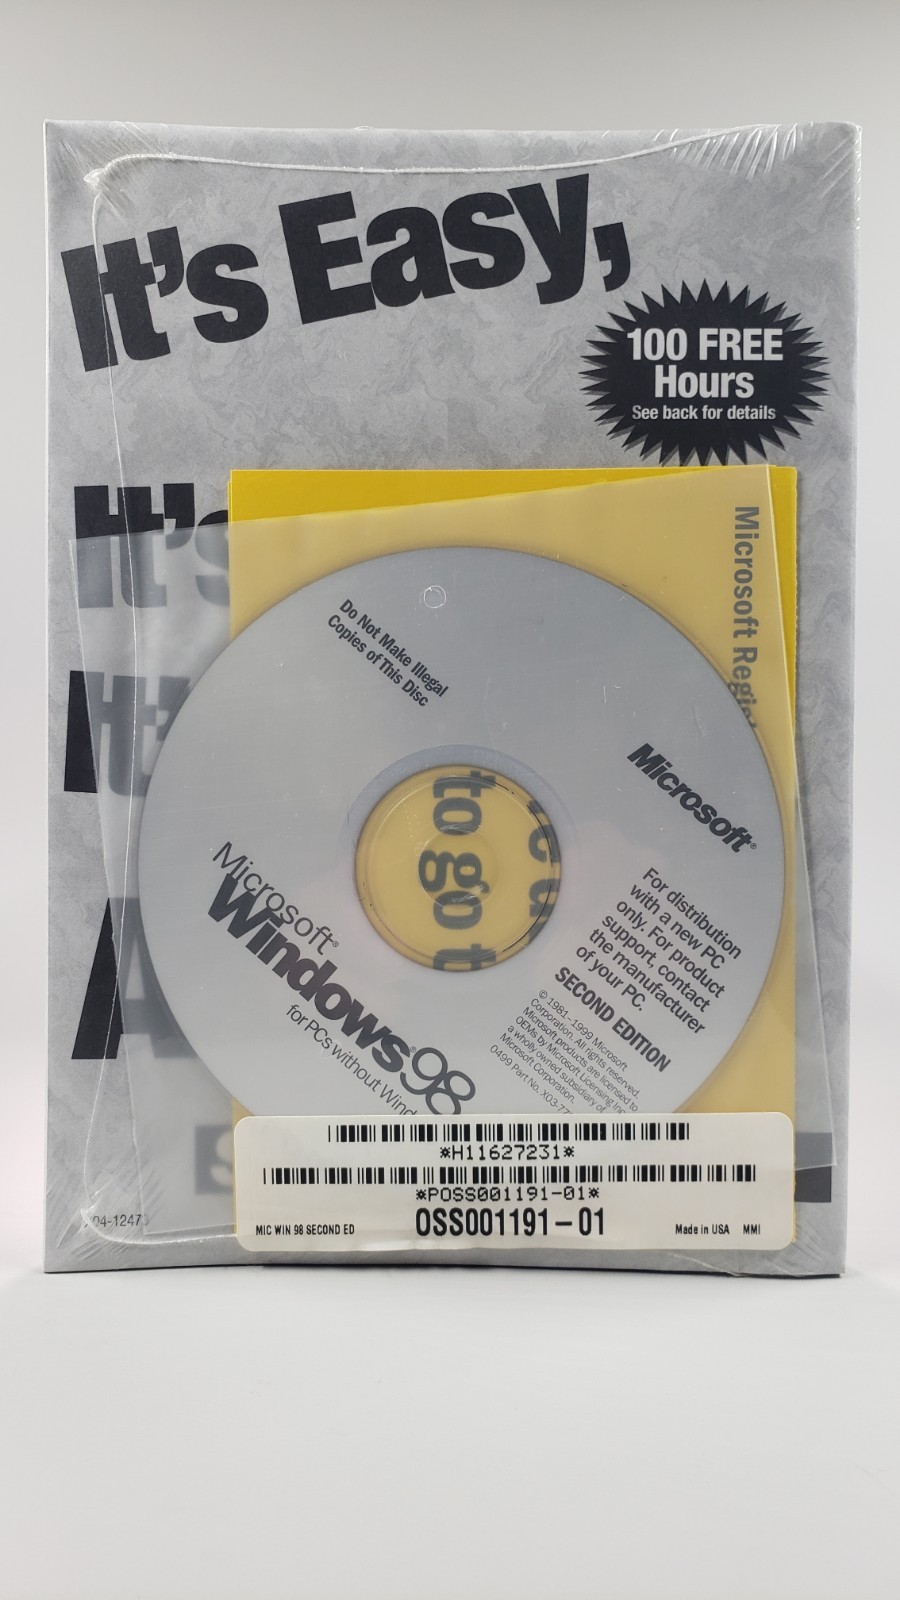 It's Easy,
100 FREE
Hours
See back for details
It's
It's
A
Microsoft
Do Not Make Illegal
Copies of This Disc
Microsoft®
to go
Microsoft®
Windows®98
for PCs without
For distribution
with a new PC
only. For product
support, contact
the manufacturer
of your PC.
SECOND EDITION
© 1981-1999 Microsoft
Corporation. All rights reserved.
Microsoft products are licensed to
OEMs by Microsoft Licensing Inc.
a wholly owned subsidiary of
Microsoft Corporation.
0499 Part No.
*H11627231*
*POSS001191-01*
MIC WIN 98 SECOND ED
OSS001191-01
Made in USA MMI